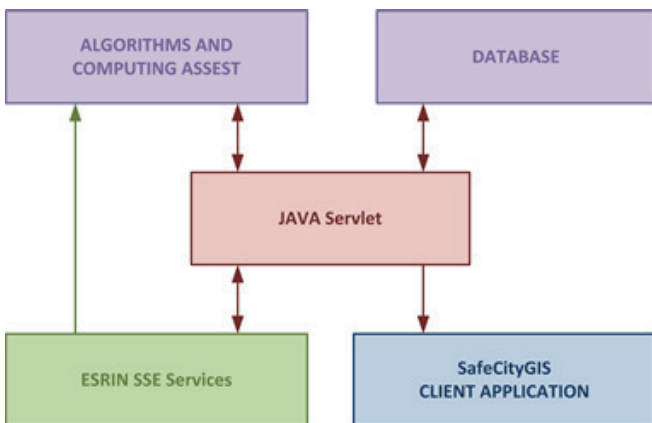 ALGORITHMS AND
COMPUTING ASSEST
DATABASE
JAVA Servlet
ESRIN SSE Services
SafeCityGIS
CLIENT APPLICATION